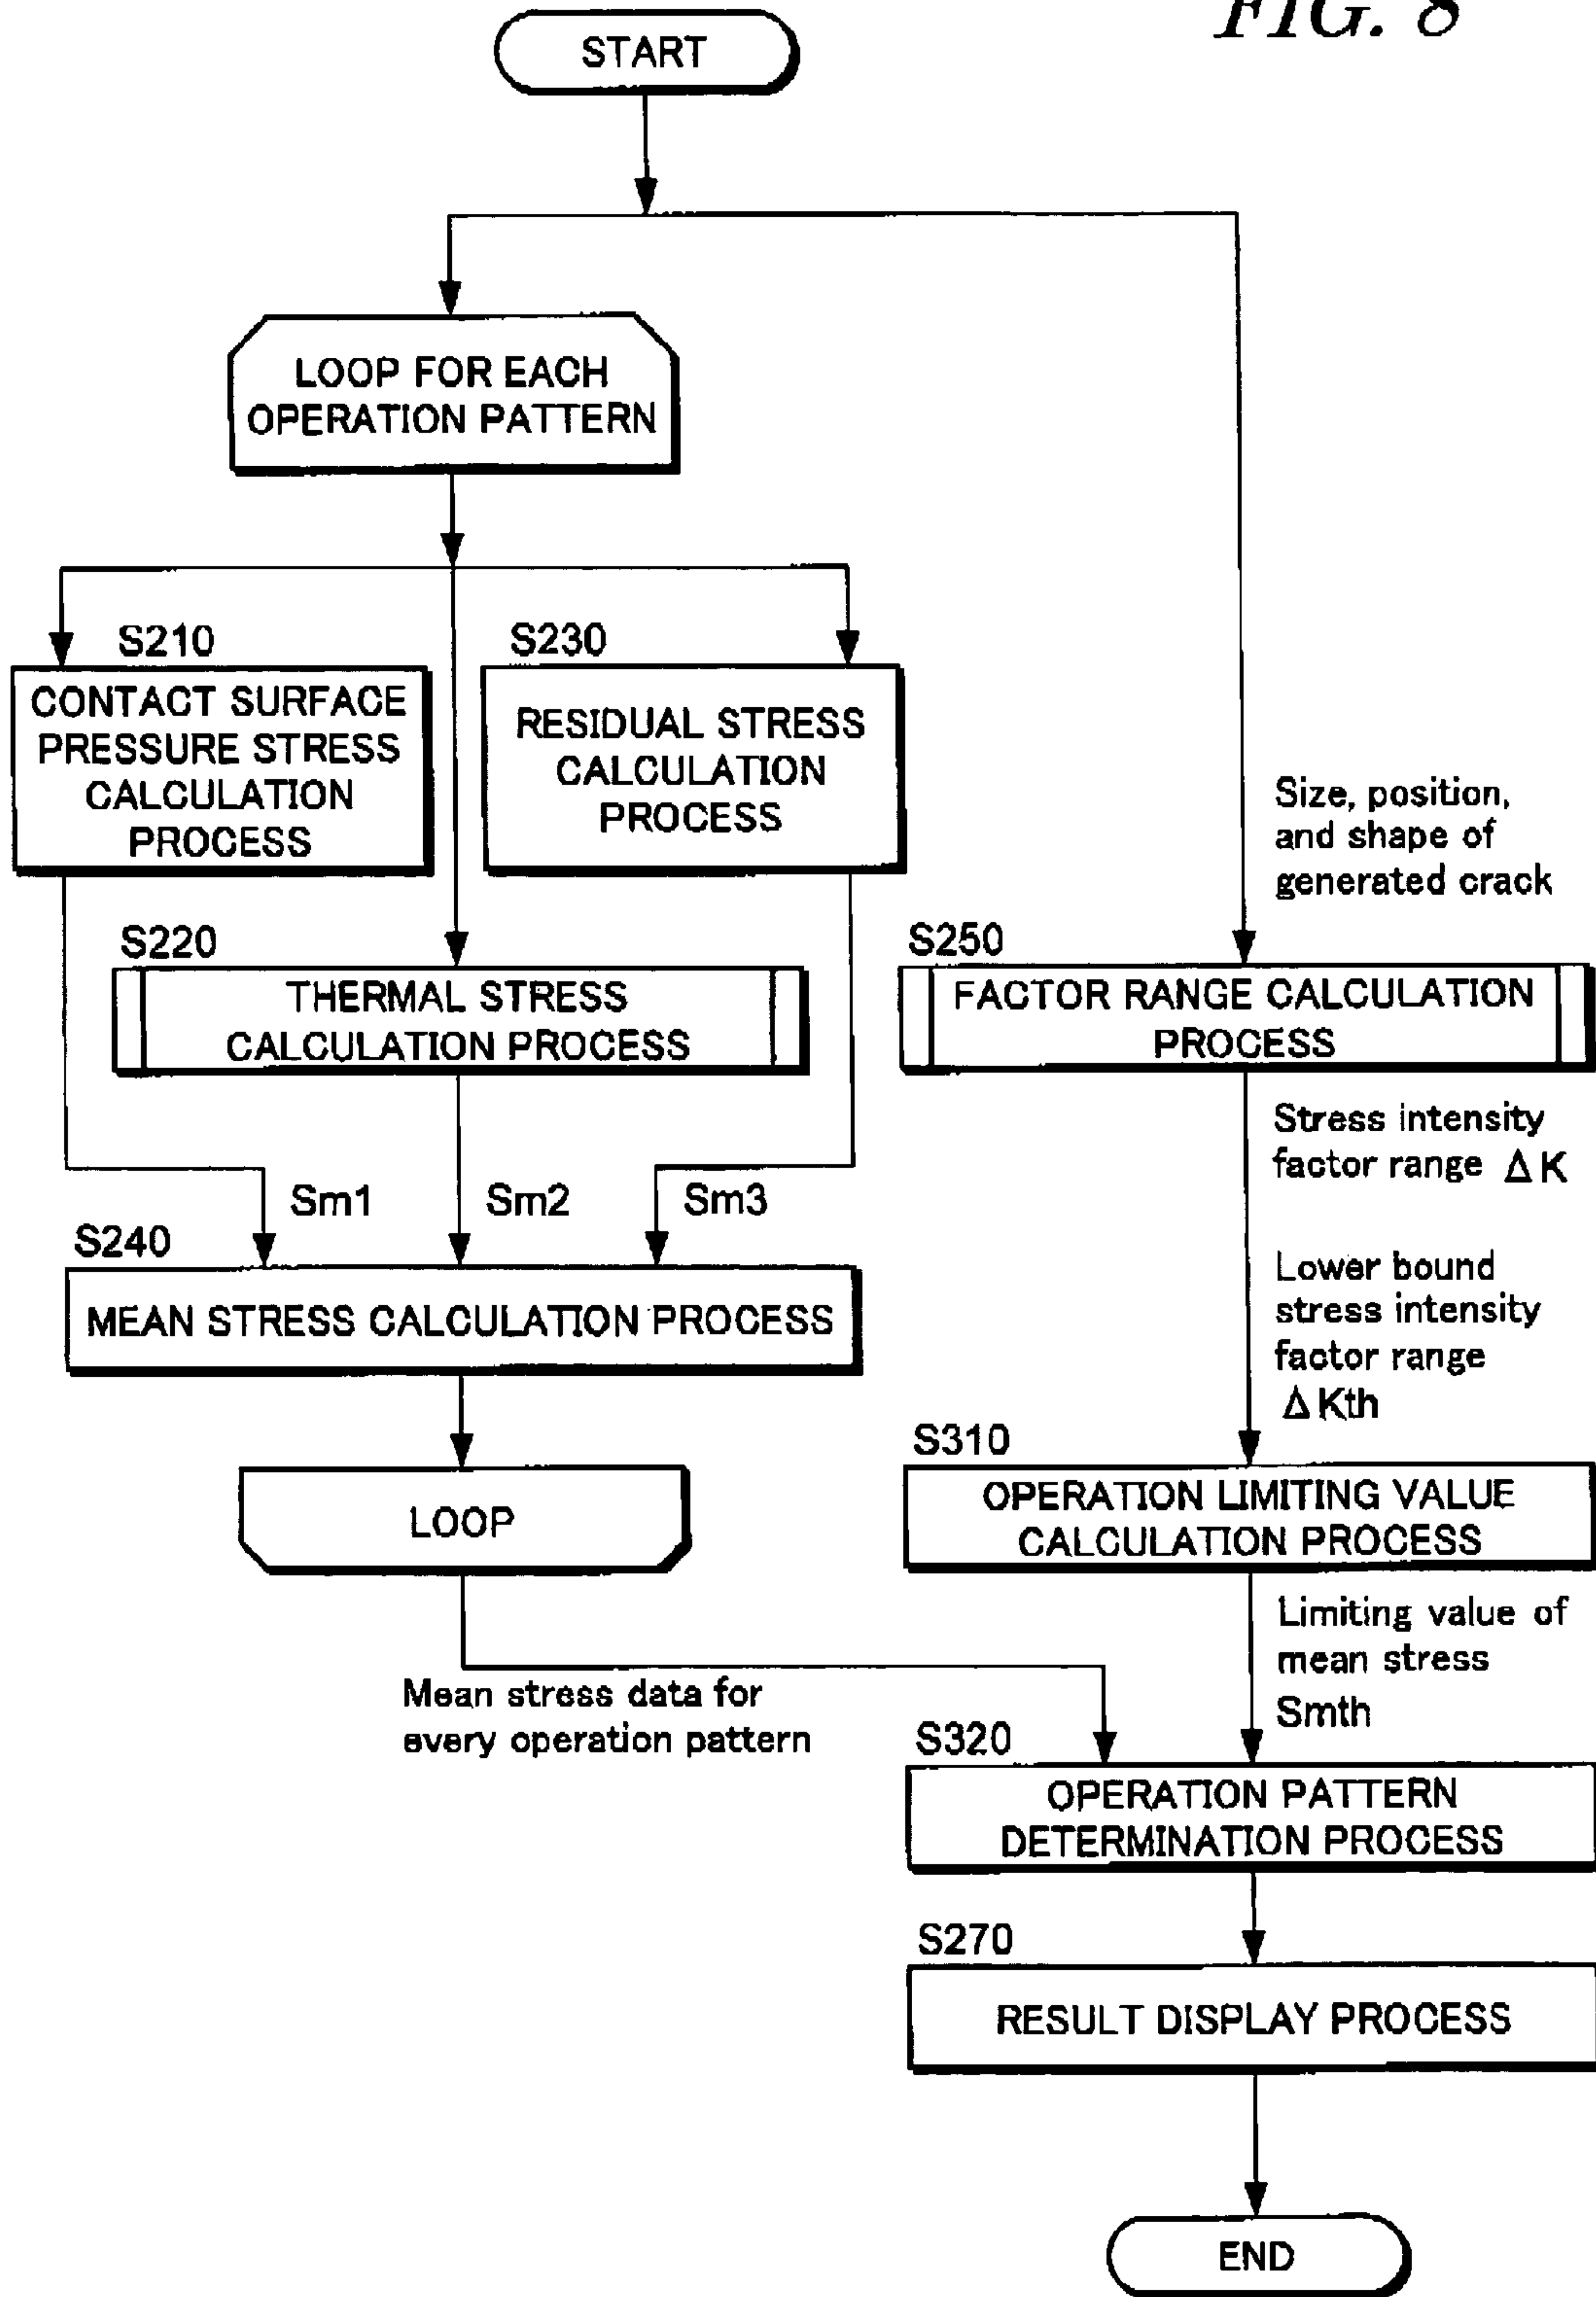 FIG. 8
START
LOOP FOR EACH
OPERATION PATTERN
S210
CONTACT SURFACE
PRESSURE STRESS
CALCULATION
PROCESS
S230
RESIDUAL STRESS
CALCULATION
PROCESS
Size, position,
and shape of
generated crack
S220
THERMAL STRESS
CALCULATION PROCESS
S250
FACTOR RANGE CALCULATION
PROCESS
Stress intensity
factor range ΔK
Sm1
Sm2
Sm3
S240
MEAN STRESS CALCULATION PROCESS
Lower bound
stress intensity
factor range
ΔKth
LOOP
S310
OPERATION LIMITING VALUE
CALCULATION PROCESS
Limiting value of
mean stress
Smth
Mean stress data for
every operation pattern
S320
OPERATION PATTERN
DETERMINATION PROCESS
S270
RESULT DISPLAY PROCESS
END